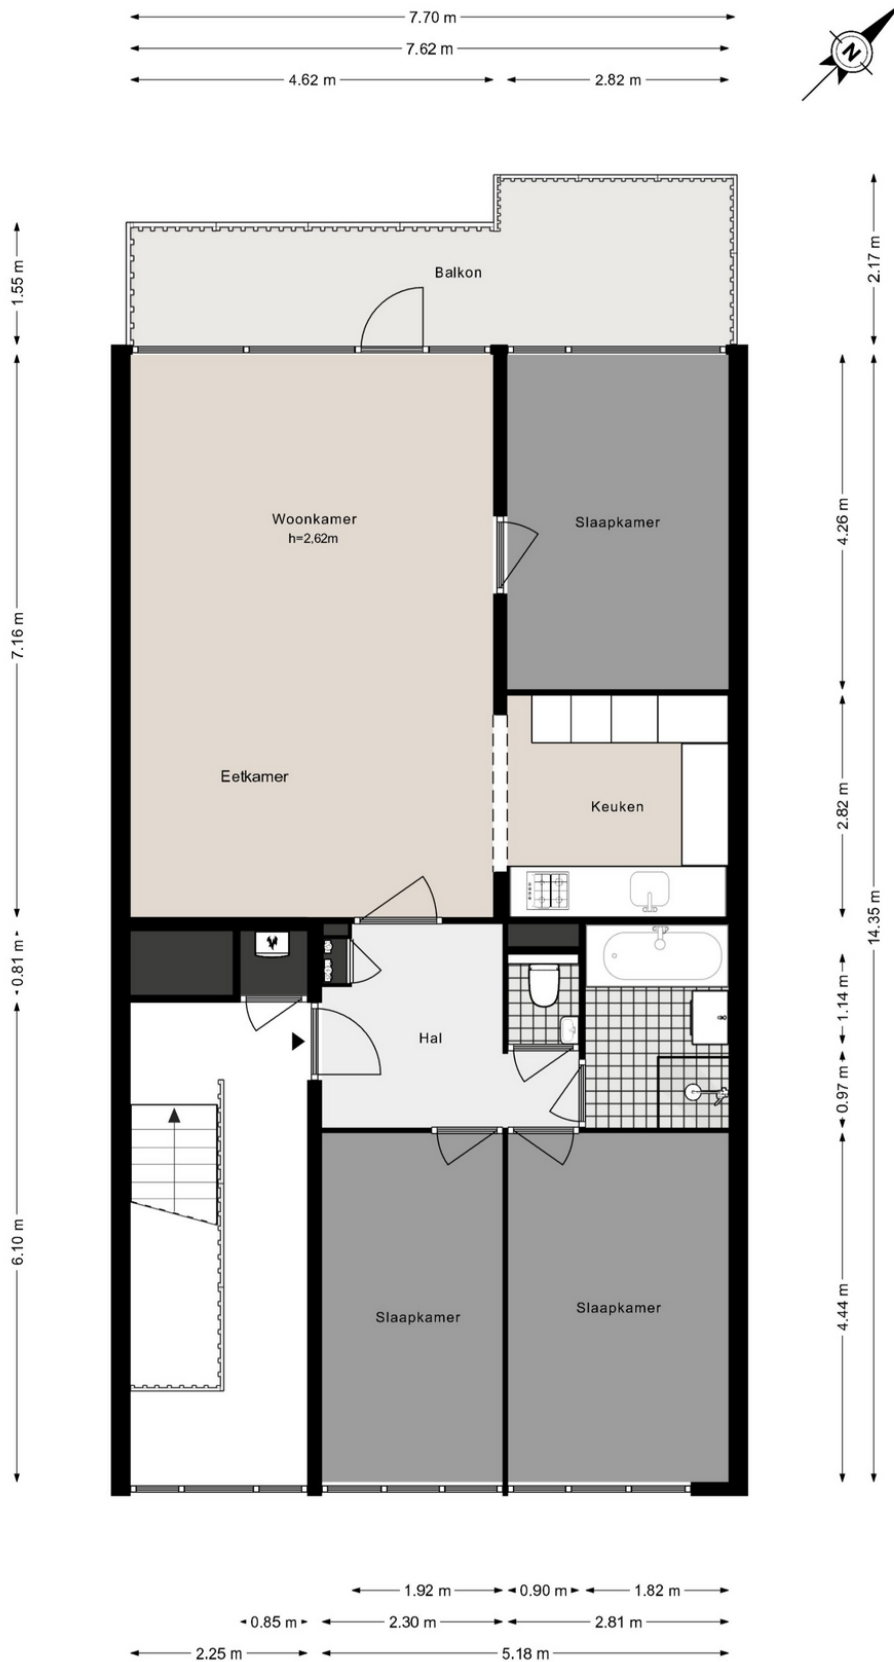 7.70 m
7.62 m
4.62 m
2.82 m
N
2.17 m
1.55 m
Balkon
Woonkamer
h=2.62m
Slaapkamer
4.26 m
7.16 m
Eetkamer
Keuken
2.82 m
14.35 m
0.81 m
1.14 m
Hal
0.97 m
6.10 m
Slaapkamer
Slaapkamer
4.44 m
1.92 m
0.90 m
1.82 m
0.85 m
2.30 m
2.81 m
2.25 m
5.18 m